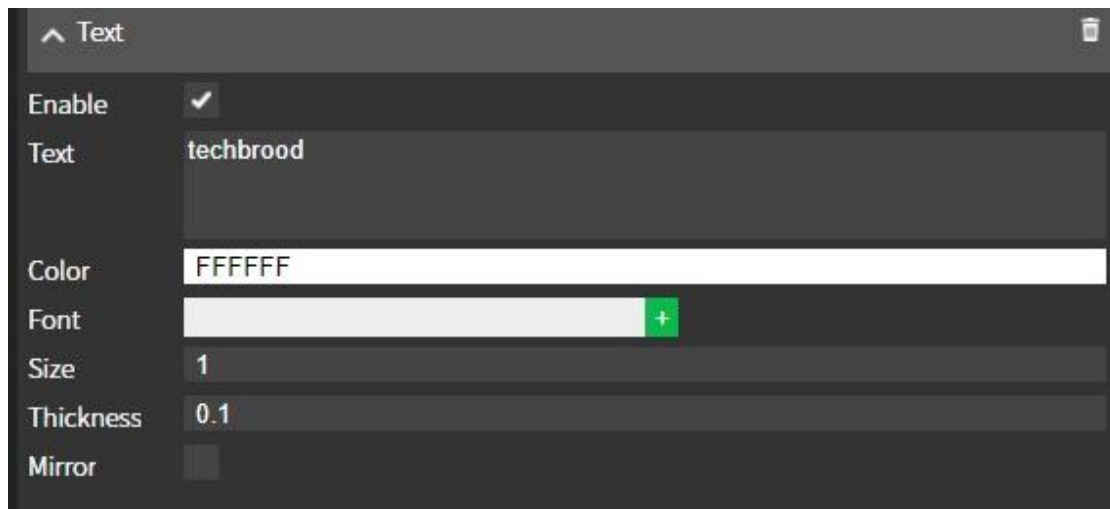 Text
Enable
Text techbrood
Color FFFFFF
Font +
Size 1
Thickness 0.1
Mirror